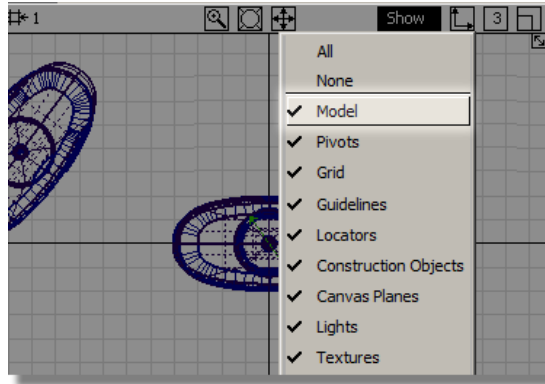 1 Show 3
All
None
Model
Pivots
Grid
Guidelines
Locators
Construction Objects
Canvas Planes
Lights
Textures